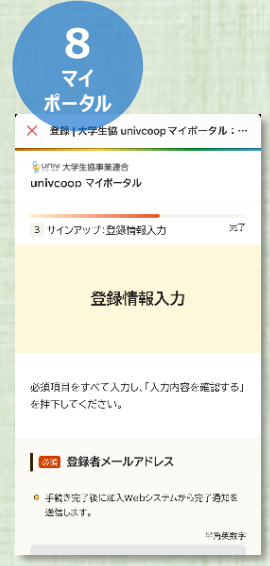 8
マイ
ポータル
× 登録 | 大学生協 univcoop マイポータル：…
univ 大学生協事業連合
univcoop マイポータル
3 サインアップ：登録情報入力 完了
登録情報入力
必須項目をすべて入力し、「入力内容を確認する」
を押下してください。
必須 登録者メールアドレス
手続き完了後に加入Webシステムから完了通知を
送信します。
半角英数字